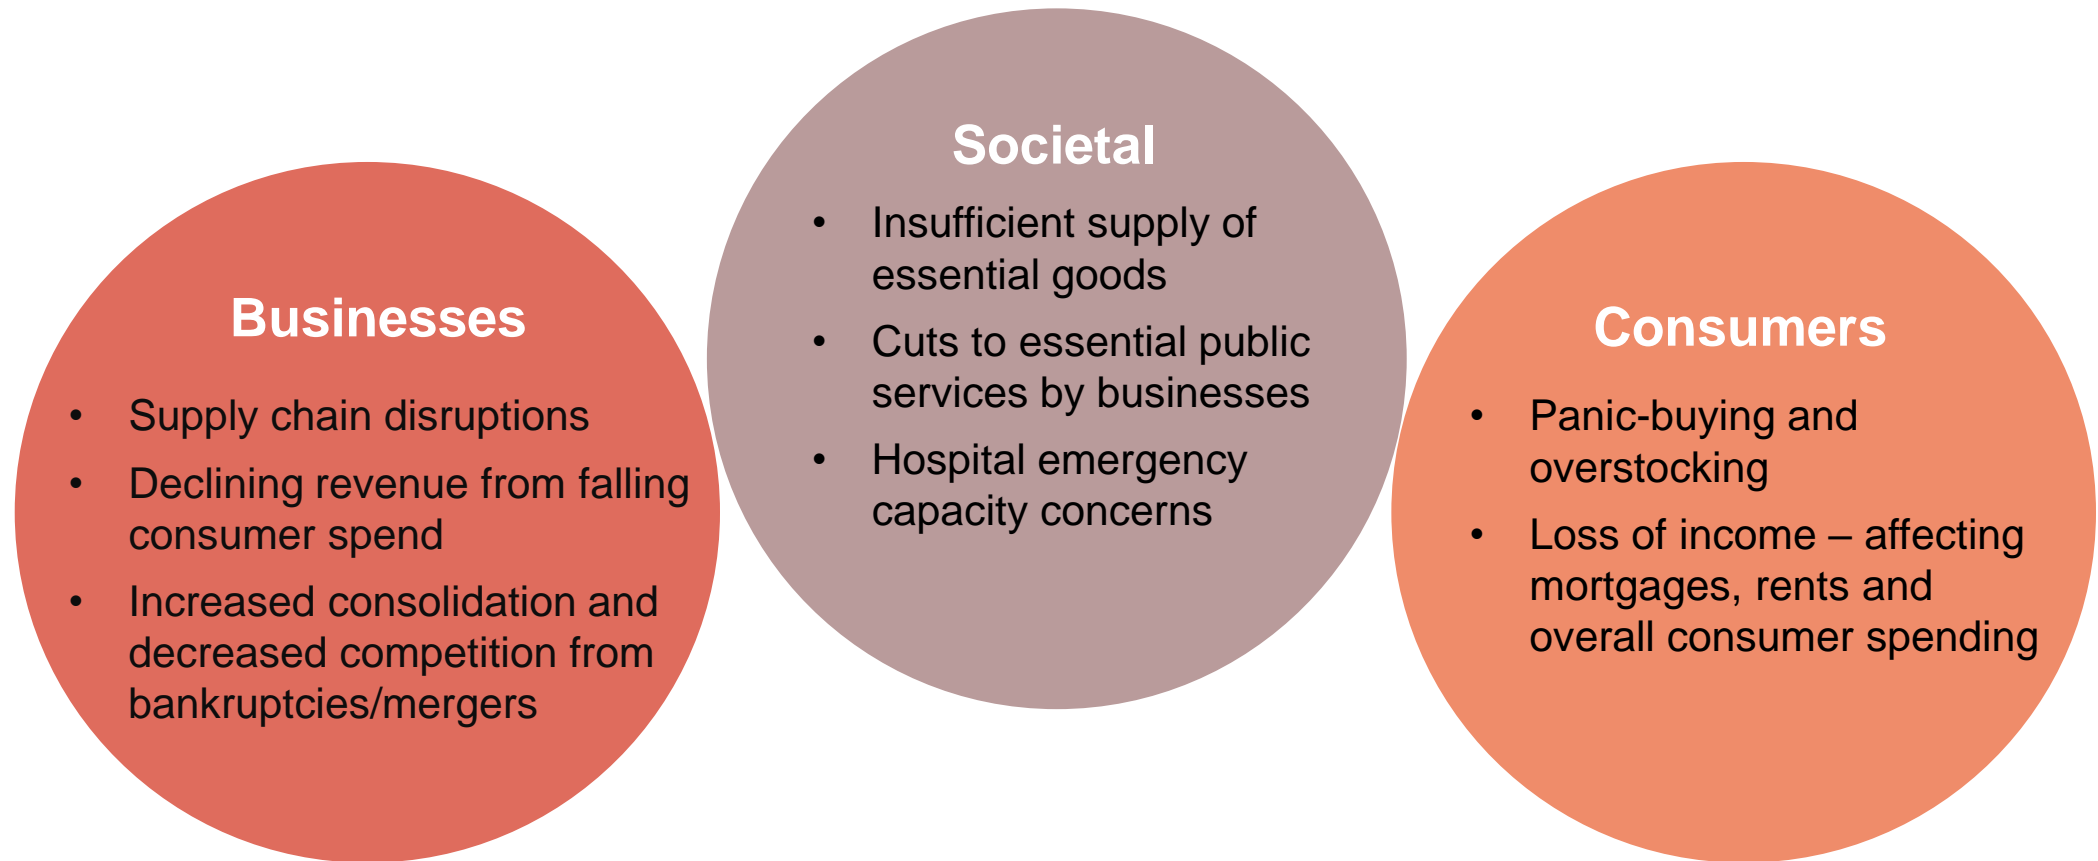 Businesses
• Supply chain disruptions
• Declining revenue from falling
consumer spend
• Increased consolidation and
decreased competition from
bankruptcies/mergers
Societal
• Insufficient supply of
essential goods
• Cuts to essential public
services by businesses
• Hospital emergency
capacity concerns
Consumers
• Panic-buying and
overstocking
• Loss of income – affecting
mortgages, rents and
overall consumer spending